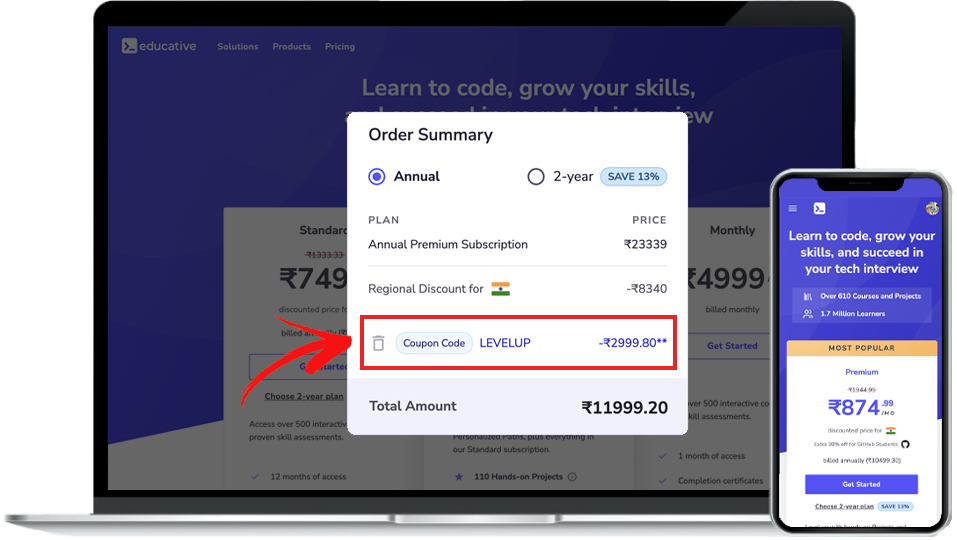 educative
Solutions Products Pricing
Learn to code, grow your skills,
Order Summary
Annual
2-year SAVE 13%
PLAN PRICE
Annual Premium Subscription ₹23339
Regional Discount for -₹8340
Coupon Code LEVELUP -₹2999.80**
Total Amount ₹11999.20
Standard
₹1333.33
₹749
discounted price for
billed annually
Get Started
Choose 2-year plan
Access over 500 interactive
proven skill assessments.
12 months of access
Personalized Paths, plus everything in
our Standard subscription.
110 Hands-on Projects
Monthly
₹4999
billed monthly
Get Started
over 500 interactive
skill assessments.
1 month of access
Completion certificates
Learn to code, grow your
skills, and succeed in
your tech interview
Over 610 Courses and Projects
1.7 Million Learners
MOST POPULAR
Premium
₹1944.99
₹874.99
/MO
discounted price for
Extra 30% off for GitHub Students
billed annually (₹10499.30)
Get Started
Choose 2-year plan SAVE 13%